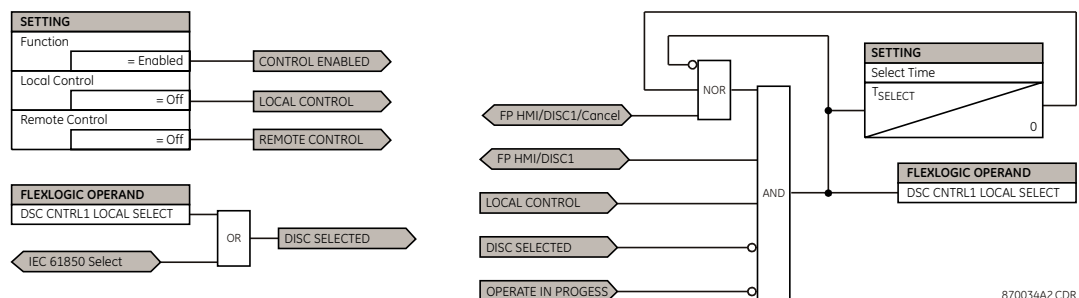 SETTING
Function
= Enabled
CONTROL ENABLED
Local Control
= Off
LOCAL CONTROL
Remote Control
= Off
REMOTE CONTROL
FLEXLOGIC OPERAND
DSC CNTRL1 LOCAL SELECT
IEC 61850 Select
OR
DISC SELECTED
FP HMI/DISC1/Cancel
FP HMI/DISC1
LOCAL CONTROL
DISC SELECTED
OPERATE IN PROGESS
NOR
AND
SETTING
Select Time
TSELECT
0
FLEXLOGIC OPERAND
DSC CNTRL1 LOCAL SELECT
870034A2.CDR